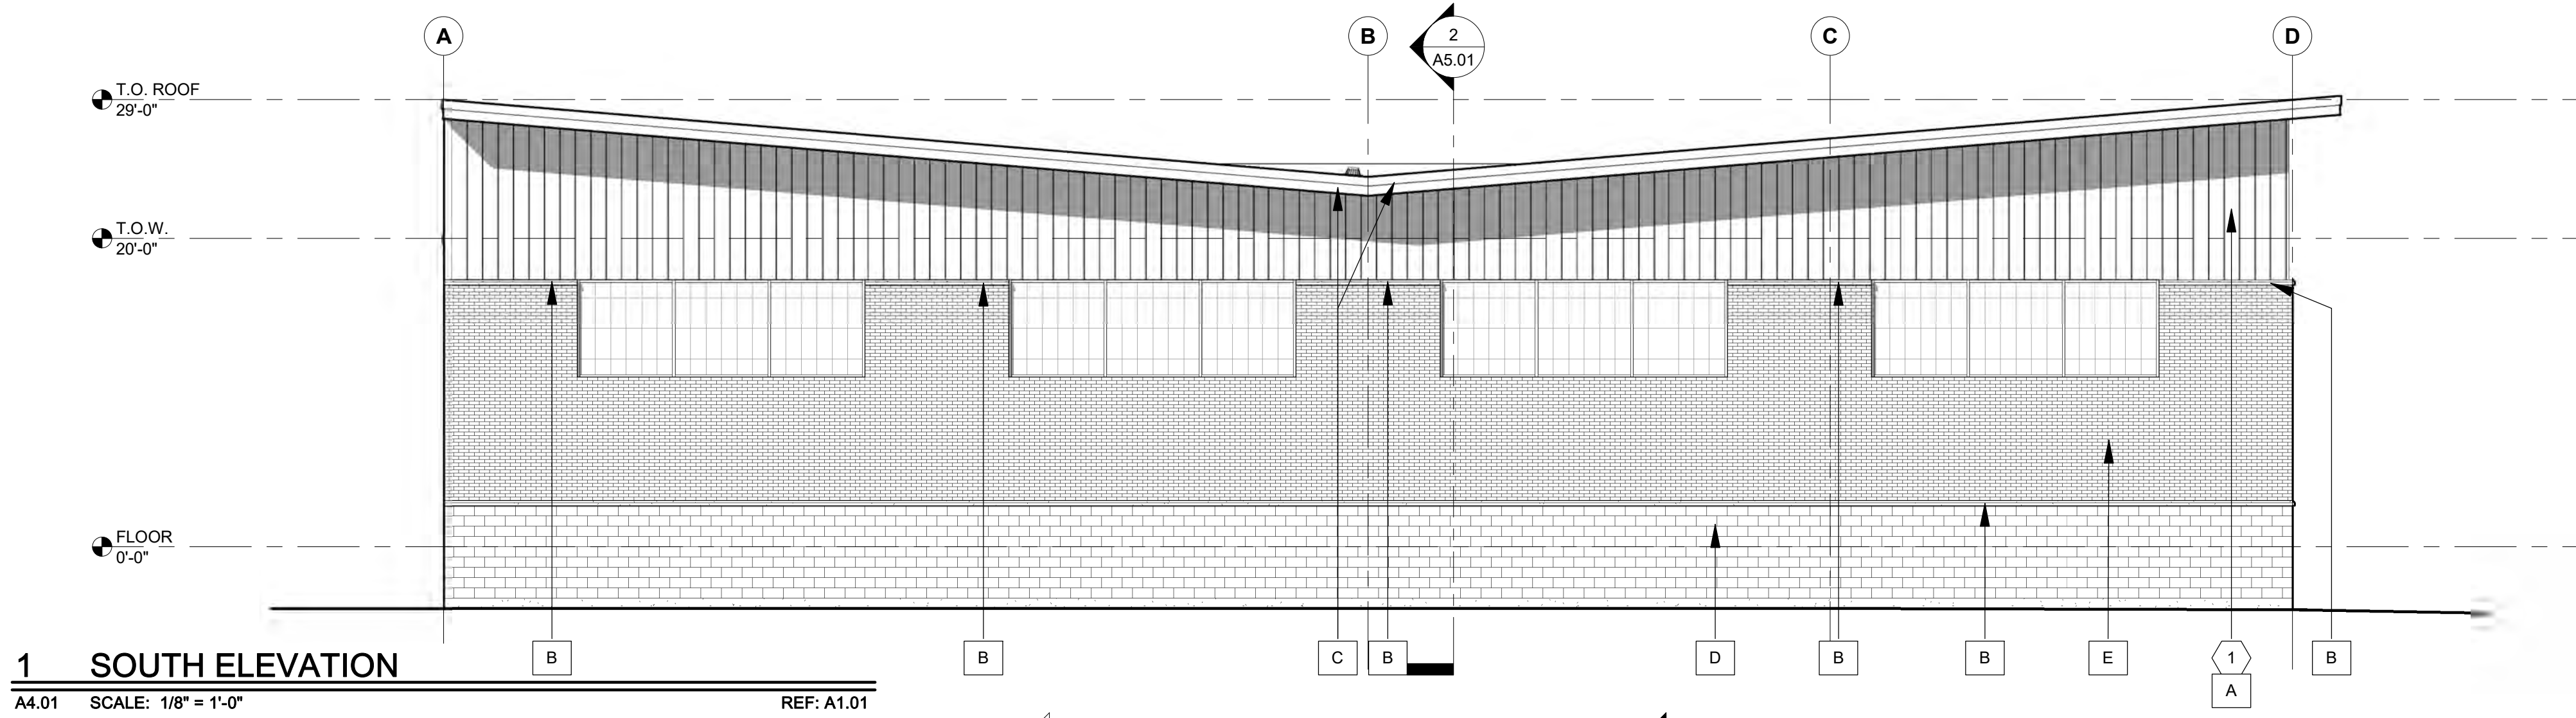 A
B
2
A5.01
C
D
T.O. ROOF
29'-0"
T.O.W.
20'-0"
FLOOR
0'-0"
B
B
C
B
D
B
B
E
1
A
B
1 SOUTH ELEVATION
A4.01 SCALE: 1/8" = 1'-0" REF: A1.01